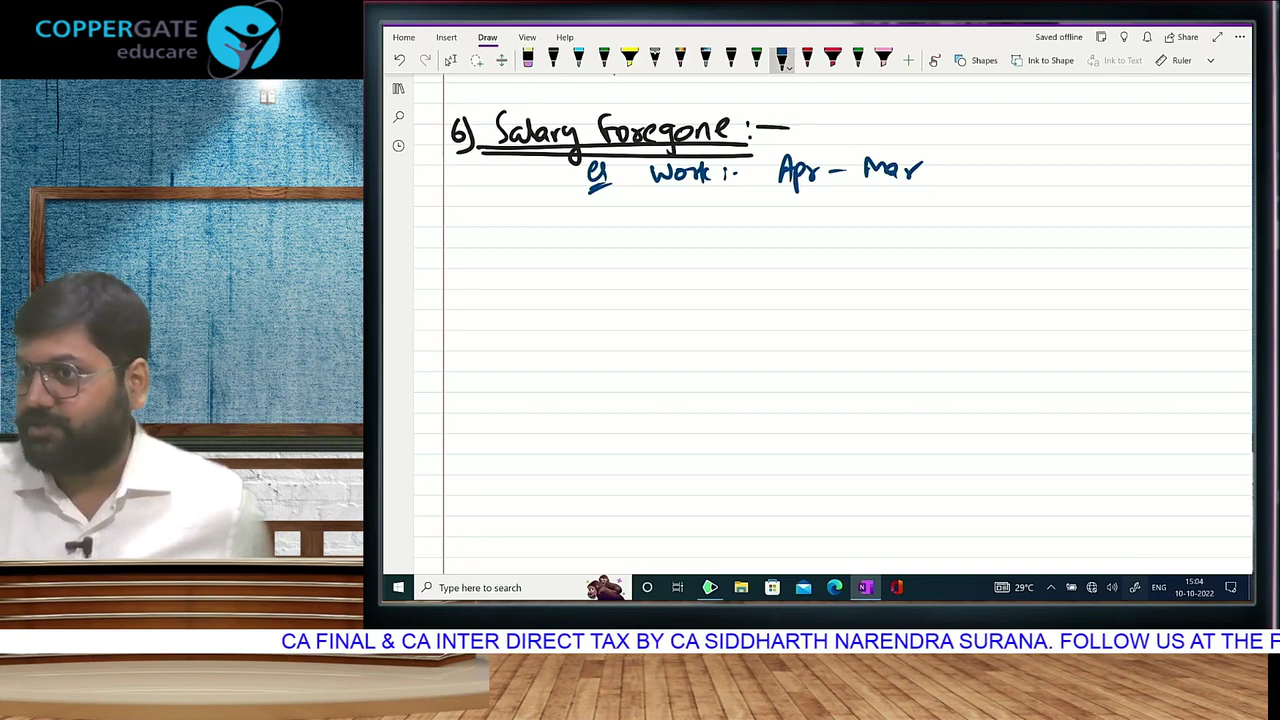 COPPERGATE
educare
Home Insert Draw View Help
Saved offline
Share
Shapes
Ink to Shape
Ink to Text
Ruler
6) Salary Foregone :-
eg Work :- Apr - Mar
Type here to search
29°C
ENG
15:04
10-10-2022
CA FINAL & CA INTER DIRECT TAX BY CA SIDDHARTH NARENDRA SURANA. FOLLOW US AT THE F